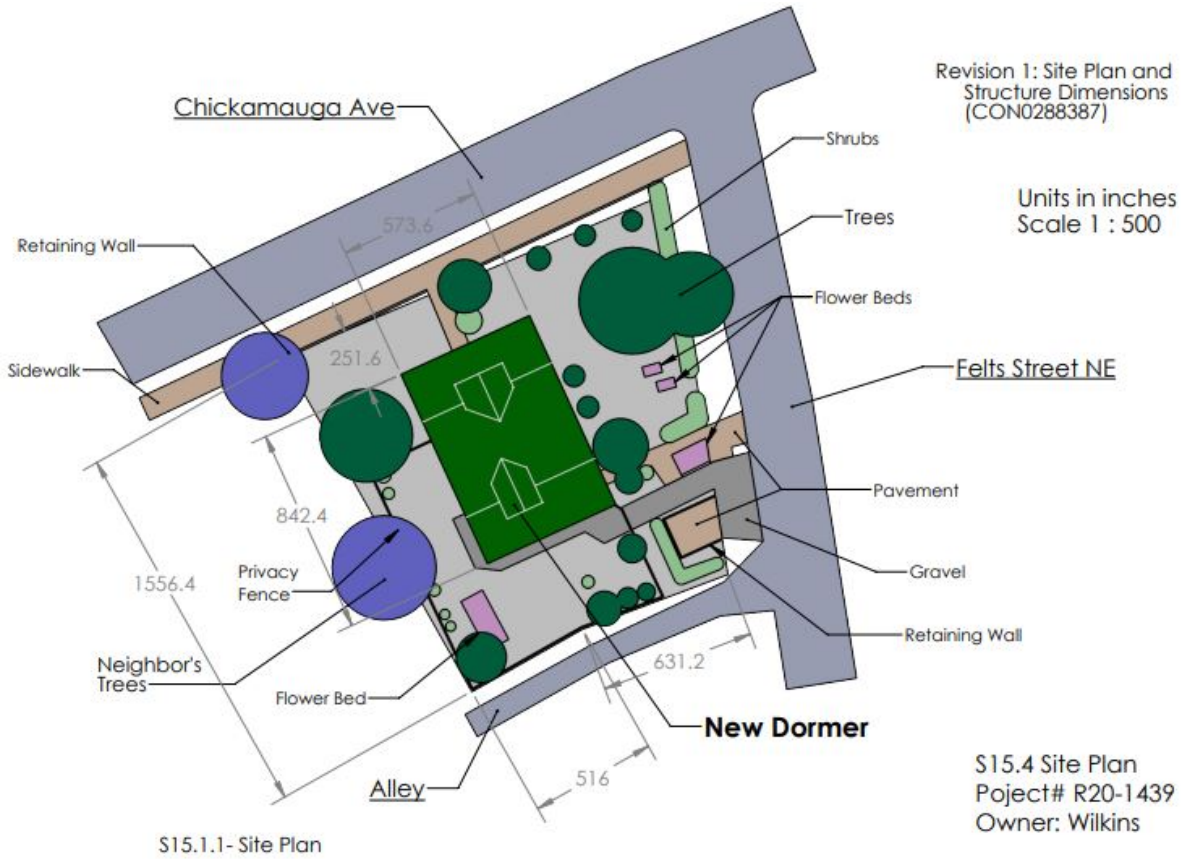 Chickamauga Ave
Revision 1: Site Plan and
Structure Dimensions
(CON0288387)
Shrubs
Units in inches
Scale 1 : 500
Trees
573.6
Retaining Wall
Flower Beds
251.6
Sidewalk
Felts Street NE
842.4
Pavement
1556.4
Privacy
Fence
Gravel
Retaining Wall
631.2
Neighbor's
Trees
Flower Bed
New Dormer
516
Alley
S15.4 Site Plan
Poject# R20-1439
Owner: Wilkins
S15.1.1- Site Plan